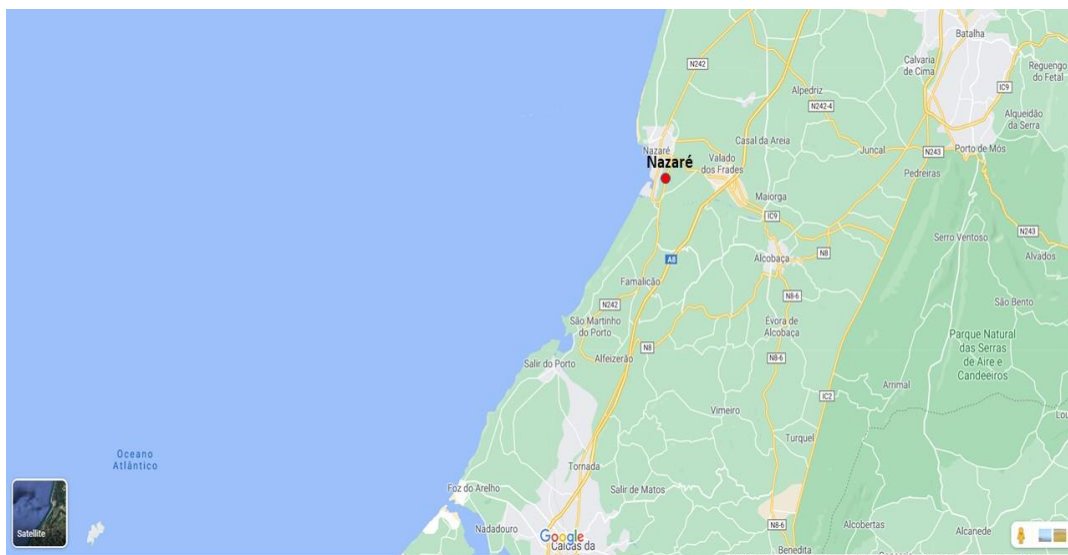 Batalha
Calvaria
de Cima
Reguengo
do Fetal
N242
IC9
Alpedriz
N242-4
Alqueidão
da Serra
Casal da Areia
Juncal
N243
Porto de Mós
Nazaré
Nazaré
Valado
dos Frades
Pedreiras
Maiorga
IC9
N243
Serro Ventoso
Alvados
A8
Alcobaça
N8
Famalicão
N8-6
São Bento
N242
São Martinho
do Porto
Évora de
Alcobaça
Parque Natural
das Serras
de Aire e
Candeeiros
N8
Alfeizerão
N8-6
Salir do Porto
Arrimal
IC2
Vimeiro
Turquel
Oceano
Atlântico
Tornada
Foz do Arelho
Salir de Matos
Satellite
Nadadouro
Google
Caldas da
N8-6
Alcobertas
Alcanede
Benedita